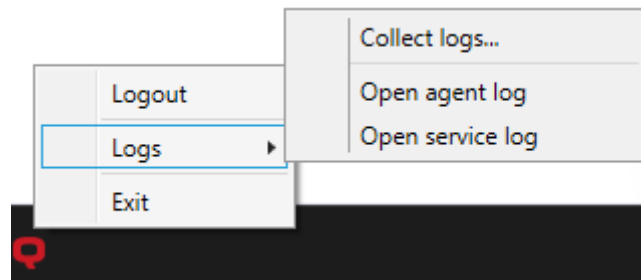 Logout
Logs
Exit
Collect logs...
Open agent log
Open service log
Q